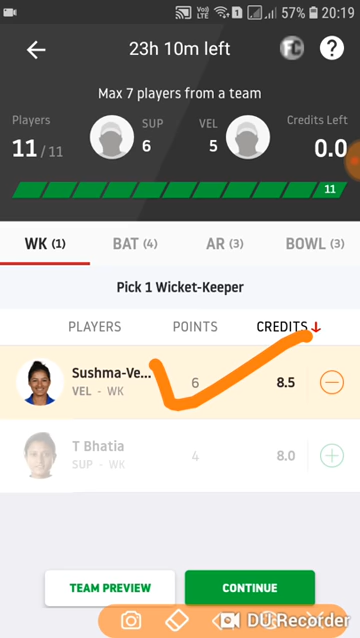 Vo)) LTE 1 57% 20:19
23h 10m left FC ?
Max 7 players from a team
Players SUP VEL Credits Left
11 / 11 6 5 0.0
11
WK (1) BAT (4) AR (3) BOWL (3)
Pick 1 Wicket-Keeper
PLAYERS POINTS CREDITS
Sushma-Ve... 6 8.5
VEL - WK
T Bhatia 4 8.0
SUP - WK
TEAM PREVIEW CONTINUE
DU Recorder